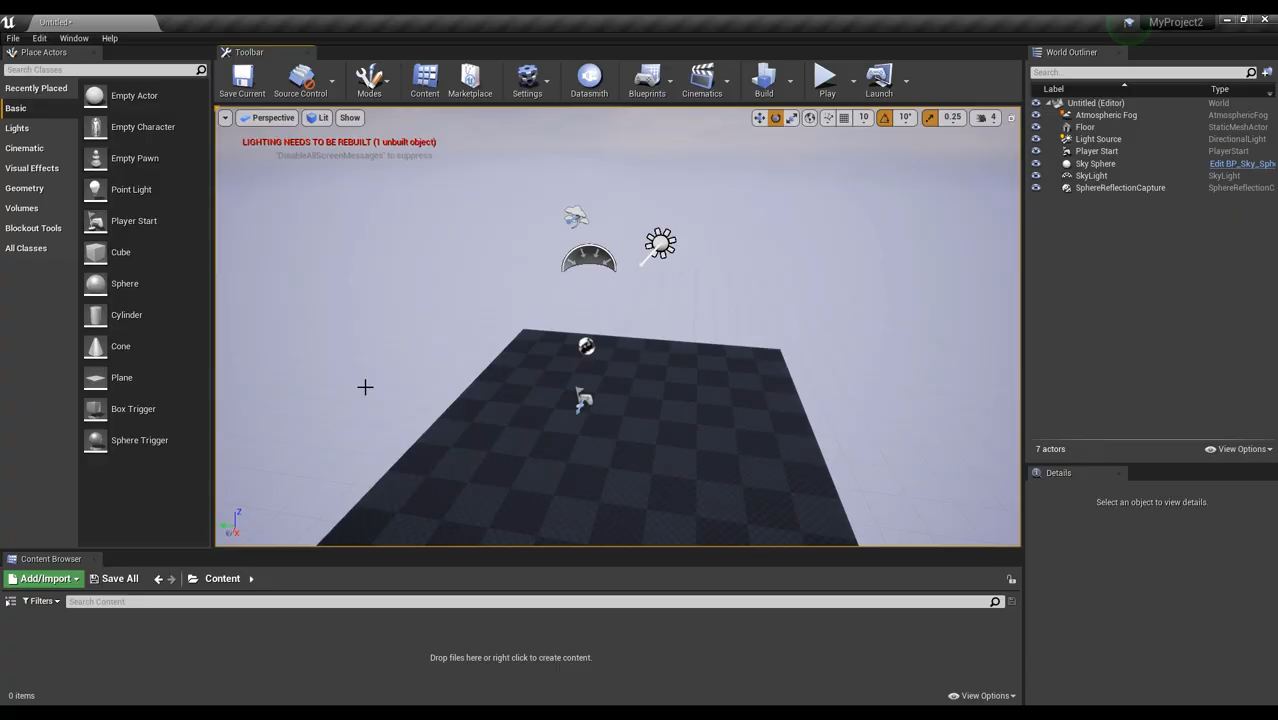 Untitled*
MyProject2
File Edit Window Help
Place Actors
Search Classes
Recently Placed
Basic
Lights
Cinematic
Visual Effects
Geometry
Volumes
Blockout Tools
All Classes
Empty Actor
Empty Character
Empty Pawn
Point Light
Player Start
Cube
Sphere
Cylinder
Cone
Plane
Box Trigger
Sphere Trigger
Toolbar
Save Current Source Control Modes Content Marketplace Settings Datasmith Blueprints Cinematics Build Play Launch
Perspective Lit Show
10 10° 0.25 4
LIGHTING NEEDS TO BE REBUILT (1 unbuilt object)
'DisableAllScreenMessages' to suppress
Z
X
World Outliner
Search...
Label Type
Untitled (Editor) World
Atmospheric Fog AtmosphericFog
Floor StaticMeshActor
Light Source DirectionalLight
Player Start PlayerStart
Sky Sphere Edit BP_Sky_Sph
SkyLight SkyLight
SphereReflectionCapture SphereReflectionC
7 actors View Options
Details
Select an object to view details.
Content Browser
Add/Import Save All Content
Filters Search Content
Drop files here or right click to create content.
0 items View Options